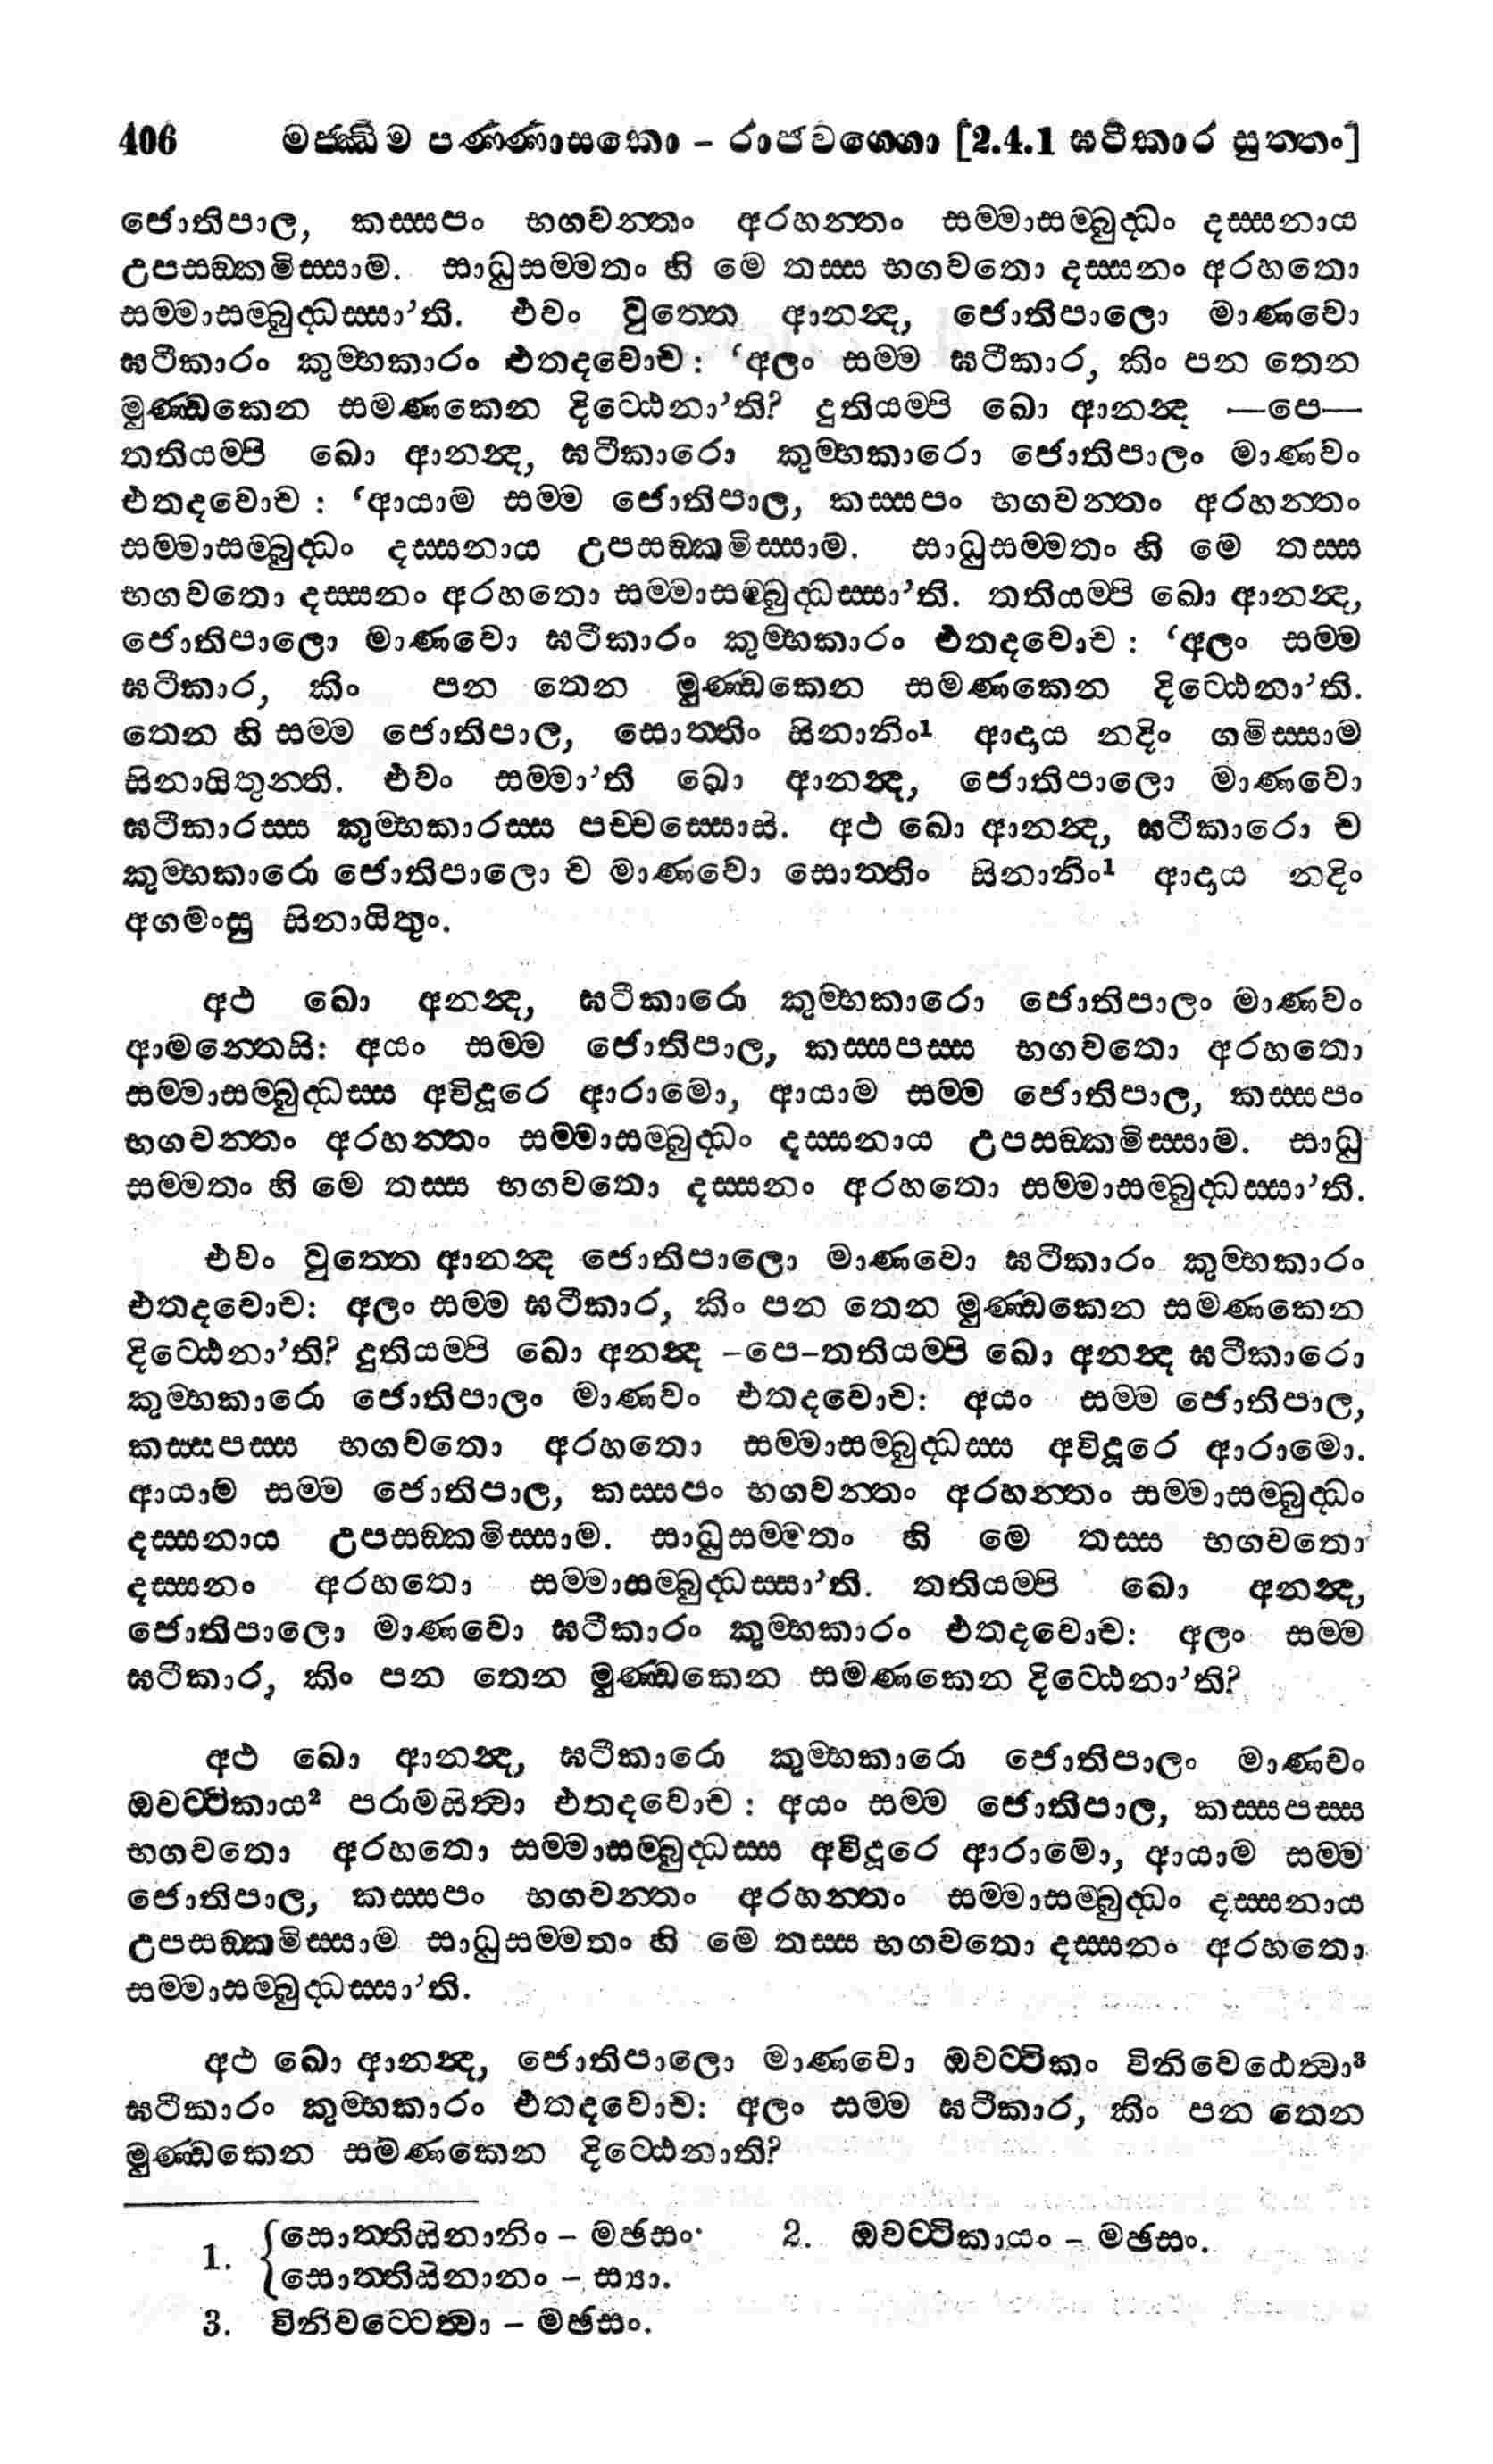 406 මජ්ඣිම පණ්ණාසකො - රාජවග්ගො [2.4.1 ඝටීකාර සුත්තං]
ජොතිපාල, කස්සපං භගවන්තං අරහන්තං සම්මාසම්බුද්ධං දස්සනාය
උපසඞ්කමිස්සාම. සාධුසම්මතං හි මෙ තස්ස භගවතො දස්සනං අරහතො
සම්මාසම්බුද්ධස්සා’ති. එවං වුත්තෙ ආනන්ද, ජොතිපාලො මාණවො
ඝටීකාරං කුම්භකාරං එතදවොච: ‘අලං සම්ම ඝටීකාර, කිං පන තෙන
මුණ්ඩකෙන සමණකෙන දිට්ඨෙනා’ති? දුතියම්පි ඛො ආනන්ද —පෙ—
තතියම්පි ඛො ආනන්ද, ඝටීකාරො කුම්භකාරො ජොතිපාලං මාණවං
එතදවොච : ‘ආයාම සම්ම ජොතිපාල, කස්සපං භගවන්තං අරහන්තං
සම්මාසම්බුද්ධං දස්සනාය උපසඞ්කමිස්සාම. සාධුසම්මතං හි මෙ තස්ස
භගවතො දස්සනං අරහතො සම්මාසම්බුද්ධස්සා’ති. තතියම්පි ඛො ආනන්ද,
ජොතිපාලො මාණවො ඝටීකාරං කුම්භකාරං එතදවොච : ‘අලං සම්ම
ඝටීකාර, කිං පන තෙන මුණ්ඩකෙන සමණකෙන දිට්ඨෙනා’ති.
තෙන හි සම්ම ජොතිපාල, සොත්තිං සිනානිං¹ ආදාය නදිං ගමිස්සාම
සිනායිතුන්ති. එවං සම්මා’ති ඛො ආනන්ද, ජොතිපාලො මාණවො
ඝටීකාරස්ස කුම්භකාරස්ස පච්චස්සොසි. අථ ඛො ආනන්ද, ඝටීකාරො ච
කුම්භකාරො ජොතිපාලො ච මාණවො සොත්තිං සිනානිං¹ ආදාය නදිං
අගමංසු සිනායිතුං.
අථ ඛො අනන්ද, ඝටීකාරො කුම්භකාරො ජොතිපාලං මාණවං
ආමන්තෙසි: අයං සම්ම ජොතිපාල, කස්සපස්ස භගවතො අරහතො
සම්මාසම්බුද්ධස්ස අවිදූරෙ ආරාමො, ආයාම සම්ම ජොතිපාල, කස්සපං
භගවන්තං අරහන්තං සම්මාසම්බුද්ධං දස්සනාය උපසඞ්කමිස්සාම. සාධු
සම්මතං හි මෙ තස්ස භගවතො දස්සනං අරහතො සම්මාසම්බුද්ධස්සා’ති.
එවං වුත්තෙ ආනන්ද ජොතිපාලො මාණවො ඝටීකාරං කුම්භකාරං
එතදවොච: අලං සම්ම ඝටීකාර, කිං පන තෙන මුණ්ඩකෙන සමණකෙන
දිට්ඨෙනා’ති? දුතියම්පි ඛො අනන්ද -පෙ-තතියම්පි ඛො අනන්ද ඝටීකාරො
කුම්භකාරො ජොතිපාලං මාණවං එතදවොච: අයං සම්ම ජොතිපාල,
කස්සපස්ස භගවතො අරහතො සම්මාසම්බුද්ධස්ස අවිදූරෙ ආරාමො.
ආයාම සම්ම ජොතිපාල, කස්සපං භගවන්තං අරහන්තං සම්මාසම්බුද්ධං
දස්සනාය උපසඞ්කමිස්සාම. සාධුසම්මතං හි මෙ තස්ස භගවතො
දස්සනං අරහතො සම්මාසම්බුද්ධස්සා’ති. තතියම්පි ඛො අනන්ද,
ජොතිපාලො මාණවො ඝටීකාරං කුම්භකාරං එතදවොච: අලං සම්ම
ඝටීකාර, කිං පන තෙන මුණ්ඩකෙන සමණකෙන දිට්ඨෙනා’ති?
අථ ඛො ආනන්ද, ඝටීකාරො කුම්භකාරො ජොතිපාලං මාණවං
ඔවට්ටිකාය² පරාමසිත්වා එතදවොච : අයං සම්ම ජොතිපාල, කස්සපස්ස
භගවතො අරහතො සම්මාසම්බුද්ධස්ස අවිදූරෙ ආරාමො, ආයාම සම්ම
ජොතිපාල, කස්සපං භගවන්තං අරහන්තං සම්මාසම්බුද්ධං දස්සනාය
උපසඞ්කමිස්සාම සාධුසම්මතං හි මෙ තස්ස භගවතො දස්සනං අරහතො
සම්මාසම්බුද්ධස්සා’ති.
අථ ඛො ආනන්ද, ජොතිපාලො මාණවො ඔවට්ටිකං විනිවෙඨෙත්වා³
ඝටීකාරං කුම්භකාරං එතදවොච: අලං සම්ම ඝටීකාර, කිං පන තෙන
මුණ්ඩකෙන සමණකෙන දිට්ඨෙනාති?
1. {සොත්තිසිනානිං - මඡසං. 2. ඔවට්ටිකායං - මඡසං.
{සොත්තිසිනානං - ස්‍යා.
3. විනිවට්ටෙත්වා - මඡසං.